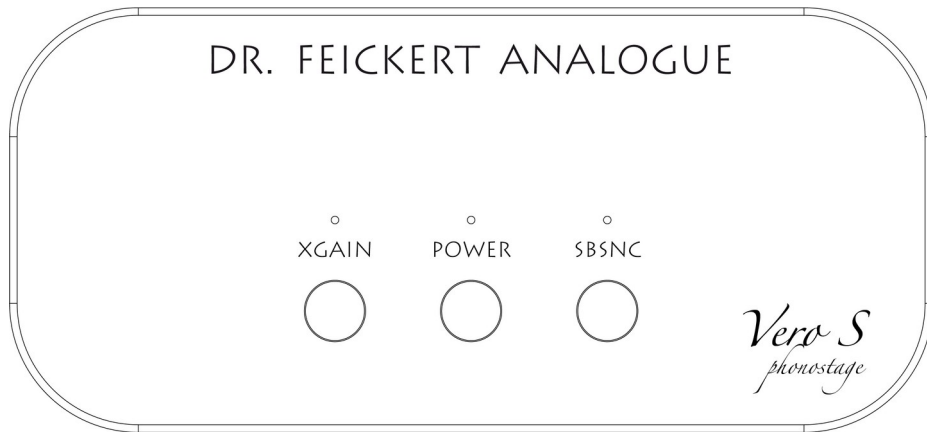 DR. FEICKERT ANALOGUE
XGAIN POWER SBSNC
Vero S
phonostage